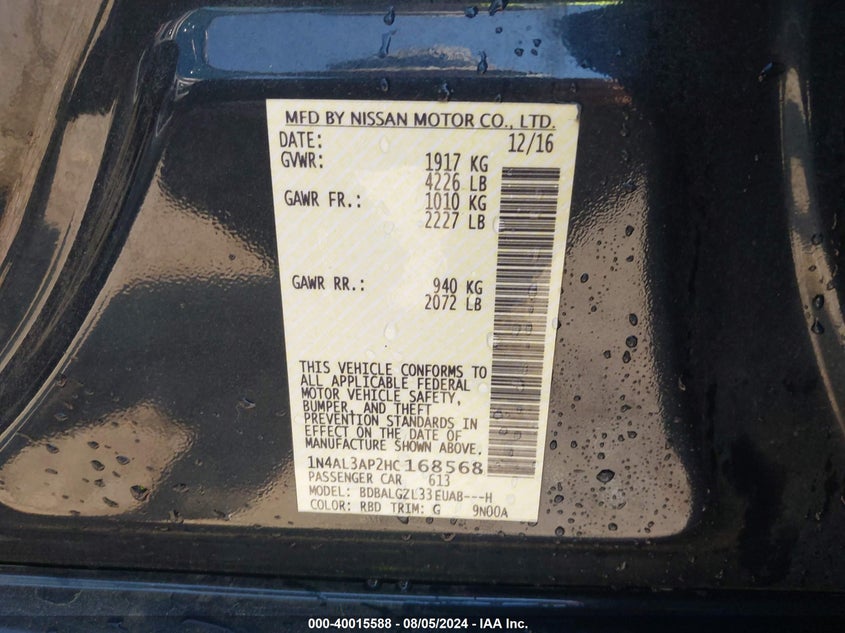 MFD BY NISSAN MOTOR CO., LTD.
DATE: 12/16
GVWR: 1917 KG
4226 LB
GAWR FR.: 1010 KG
2227 LB
GAWR RR.: 940 KG
2072 LB
THIS VEHICLE CONFORMS TO
ALL APPLICABLE FEDERAL
MOTOR VEHICLE SAFETY,
BUMPER, AND THEFT
PREVENTION STANDARDS IN
EFFECT ON THE DATE OF
MANUFACTURE SHOWN ABOVE.
1N4AL3AP2HC168568
PASSENGER CAR 613
MODEL: BDBALGZL33EUAB---H
COLOR: RBD TRIM: G 9N00A
000-40015588 - 08/05/2024 - IAA Inc.